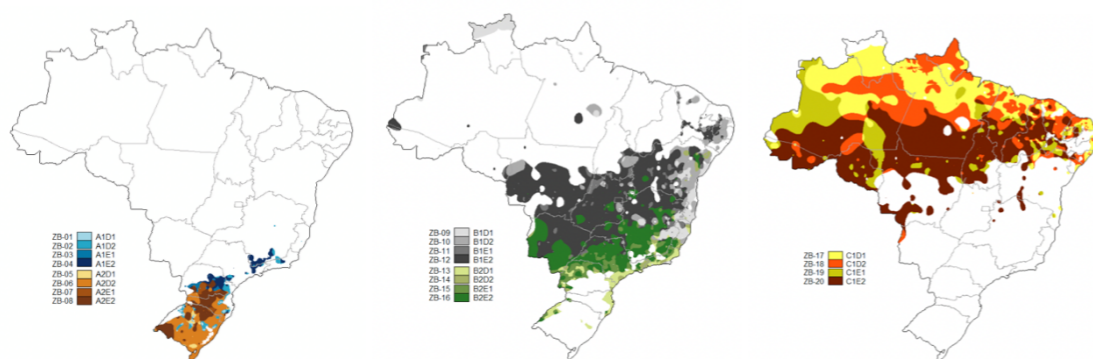 ZB-01 A1D1
ZB-02 A1D2
ZB-03 A1E1
ZB-04 A1E2
ZB-05 A2D1
ZB-06 A2D2
ZB-07 A2E1
ZB-08 A2E2
ZB-09 B1D1
ZB-10 B1D2
ZB-11 B1E1
ZB-12 B1E2
ZB-13 B2D1
ZB-14 B2D2
ZB-15 B2E1
ZB-16 B2E2
ZB-17 C1D1
ZB-18 C1D2
ZB-19 C1E1
ZB-20 C1E2